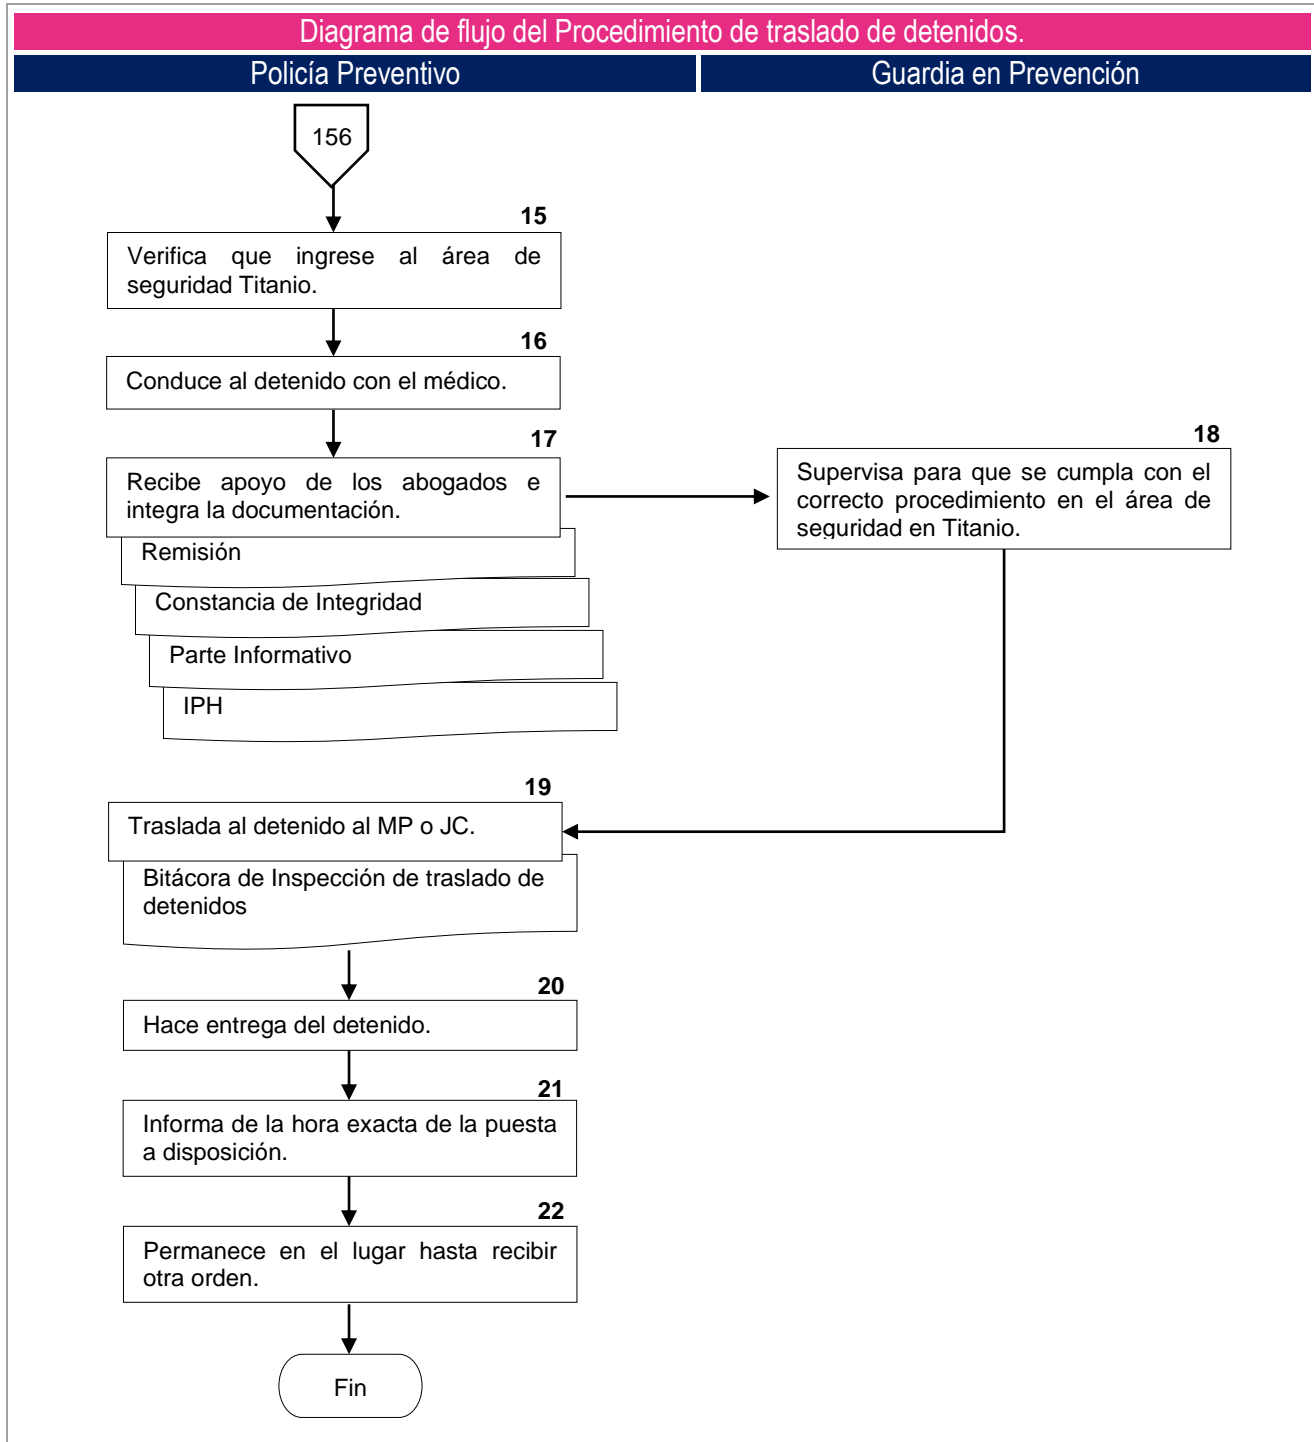 Diagrama de flujo del Procedimiento de traslado de detenidos.
Policía Preventivo
Guardia en Prevención
156
15
Verifica que ingrese al área de
seguridad Titanio.
16
Conduce al detenido con el médico.
17
Recibe apoyo de los abogados e
integra la documentación.
Remisión
Constancia de Integridad
Parte Informativo
IPH
18
Supervisa para que se cumpla con el
correcto procedimiento en el área de
seguridad en Titanio.
19
Traslada al detenido al MP o JC.
Bitácora de Inspección de traslado de
detenidos
20
Hace entrega del detenido.
21
Informa de la hora exacta de la puesta
a disposición.
22
Permanece en el lugar hasta recibir
otra orden.
Fin